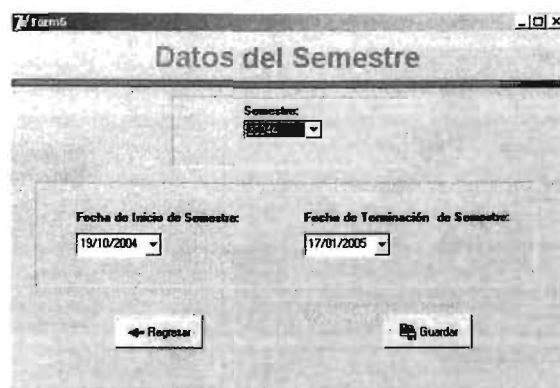 Form6
Datos del Semestre
Semestre:
Fecha de Inicio de Semestre: Fecha de Terminación de Semestre:
19/10/2004 17/01/2005
Regresar Guardar